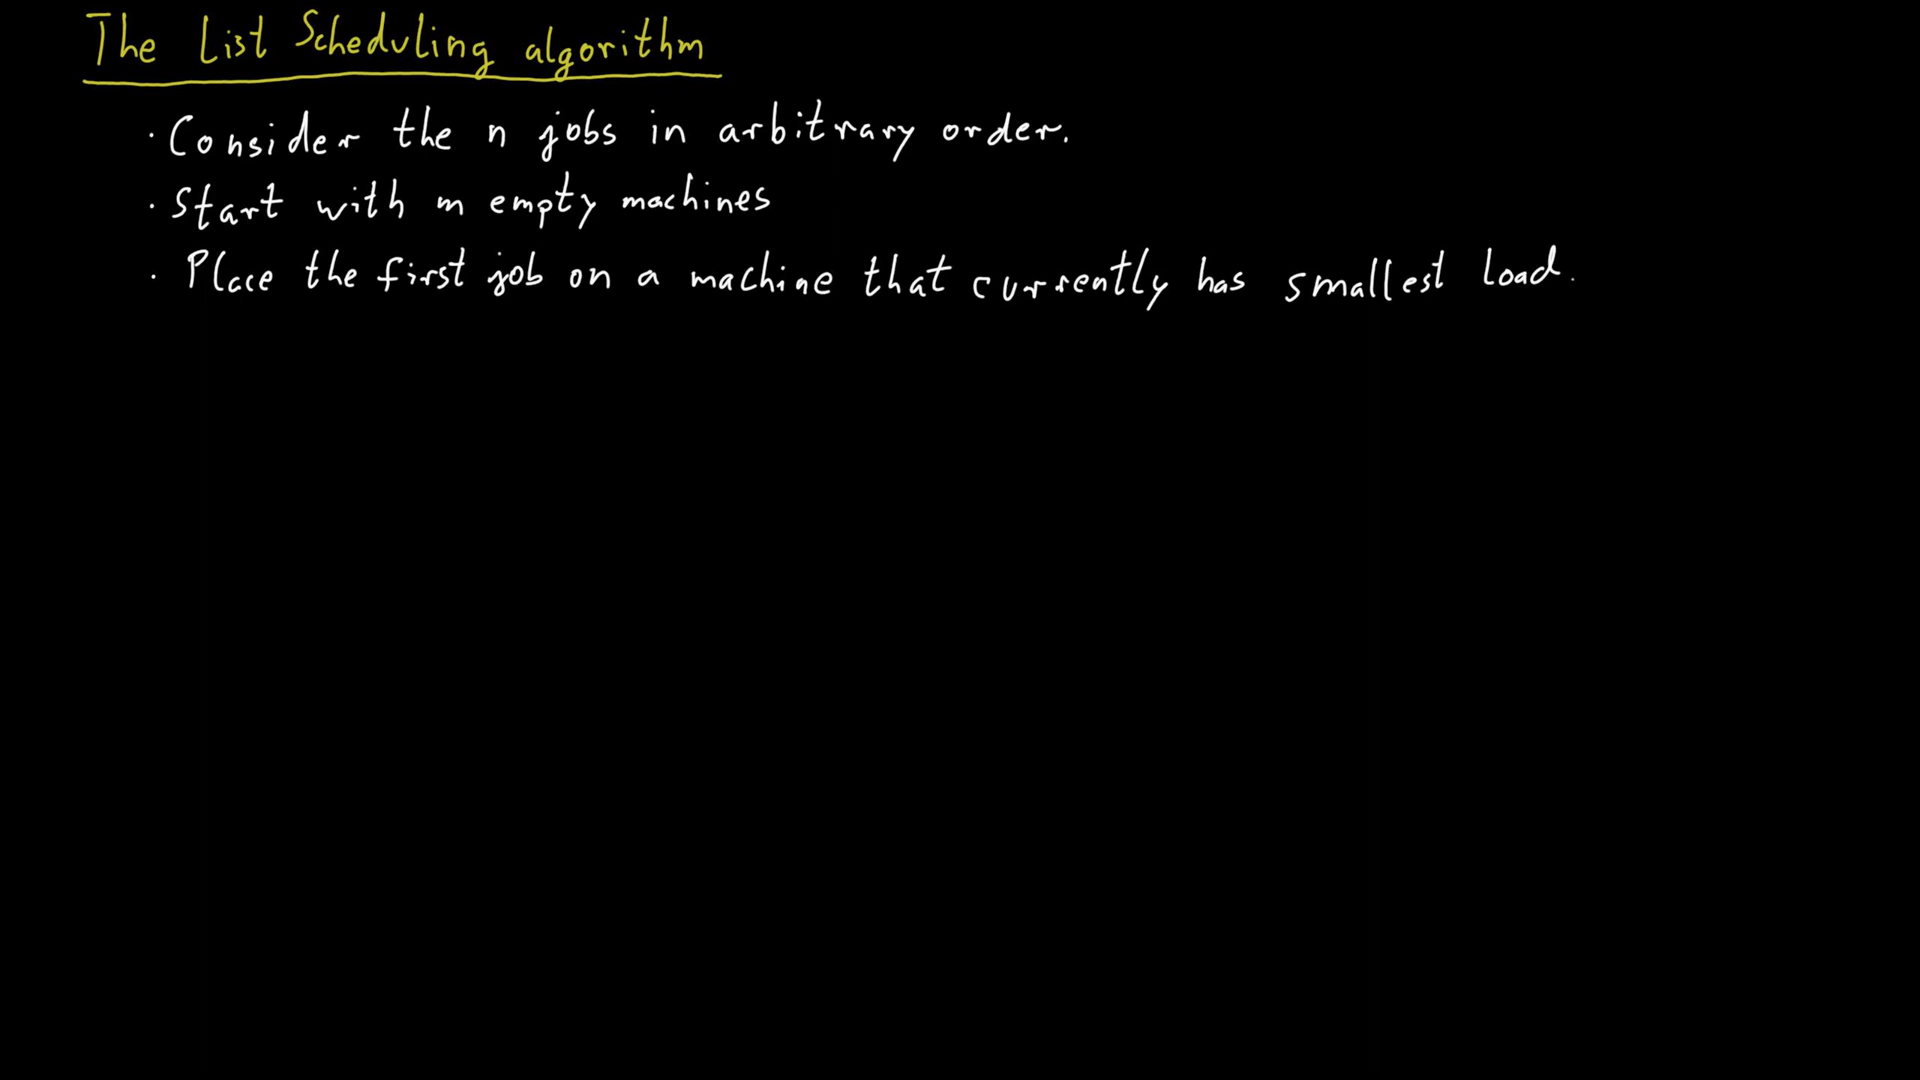 The List Scheduling algorithm
· Consider the n jobs in arbitrary order.
· Start with m empty machines
· Place the first job on a machine that currently has smallest load.